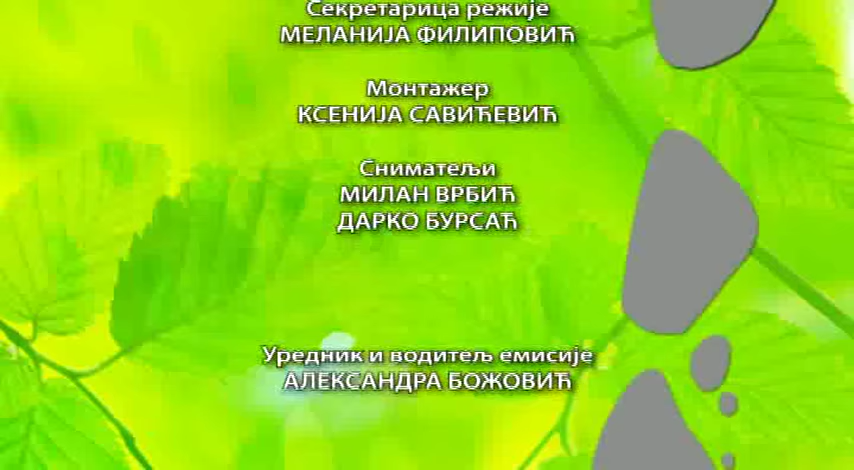 Секретарица режије
МЕЛАНИЈА ФИЛИПОВИЋ
Монтажер
КСЕНИЈА САВИЋЕВИЋ
Сниматељи
МИЛАН ВРБИЋ
ДАРКО БУРСАЋ
Уредник и водитељ емисије
АЛЕКСАНДРА БОЖОВИЋ